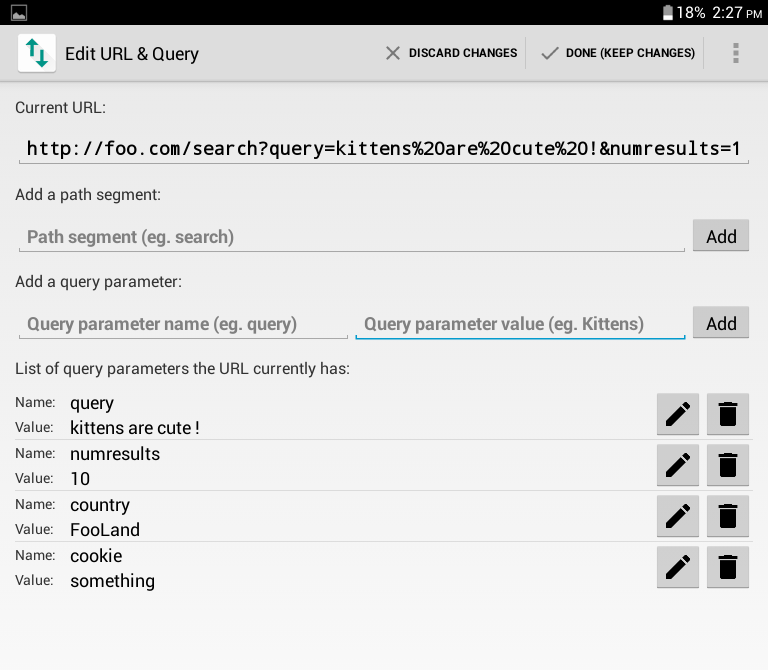 18% 2:27 PM
Edit URL & Query
DISCARD CHANGES
DONE (KEEP CHANGES)
Current URL:
http://foo.com/search?query=kittens%20are%20cute%20!&numresults=1
Add a path segment:
Path segment (eg. search)
Add
Add a query parameter:
Query parameter name (eg. query)
Query parameter value (eg. Kittens)
Add
List of query parameters the URL currently has:
Name: query
Value: kittens are cute !
Name: numresults
Value: 10
Name: country
Value: FooLand
Name: cookie
Value: something